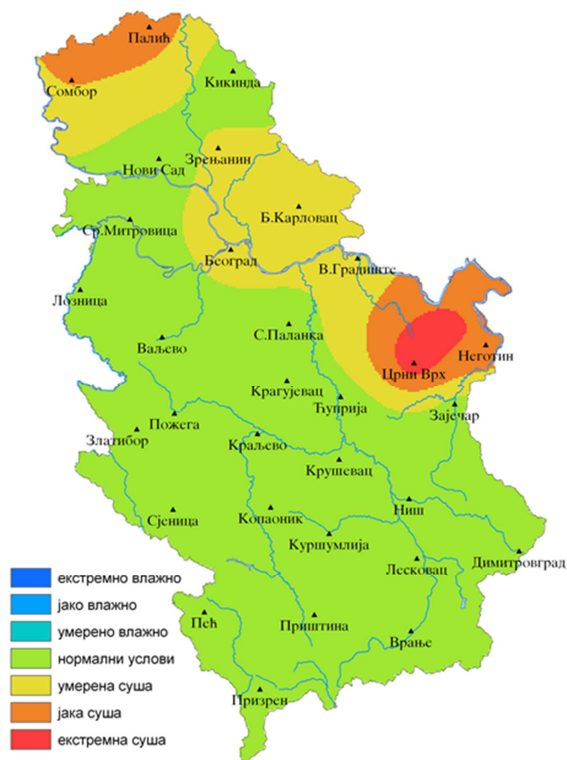 Палић
Сомбор
Кикинда
Зрењанин
Нови Сад
Б.Карловац
Ср.Митровица
Београд
В.Градиште
Лозница
С.Паланка
Ваљево
Неготин
Црни Врх
Крагујевац
Ћуприја
Зајечар
Пожега
Златибор
Краљево
Крушевац
Ниш
Сјеница
Копаоник
Куршумлија
Димитровград
Лесковац
Пећ
Приштина
Врање
Призрен
екстремно влажно
јако влажно
умерено влажно
нормални услови
умерена суша
јака суша
екстремна суша